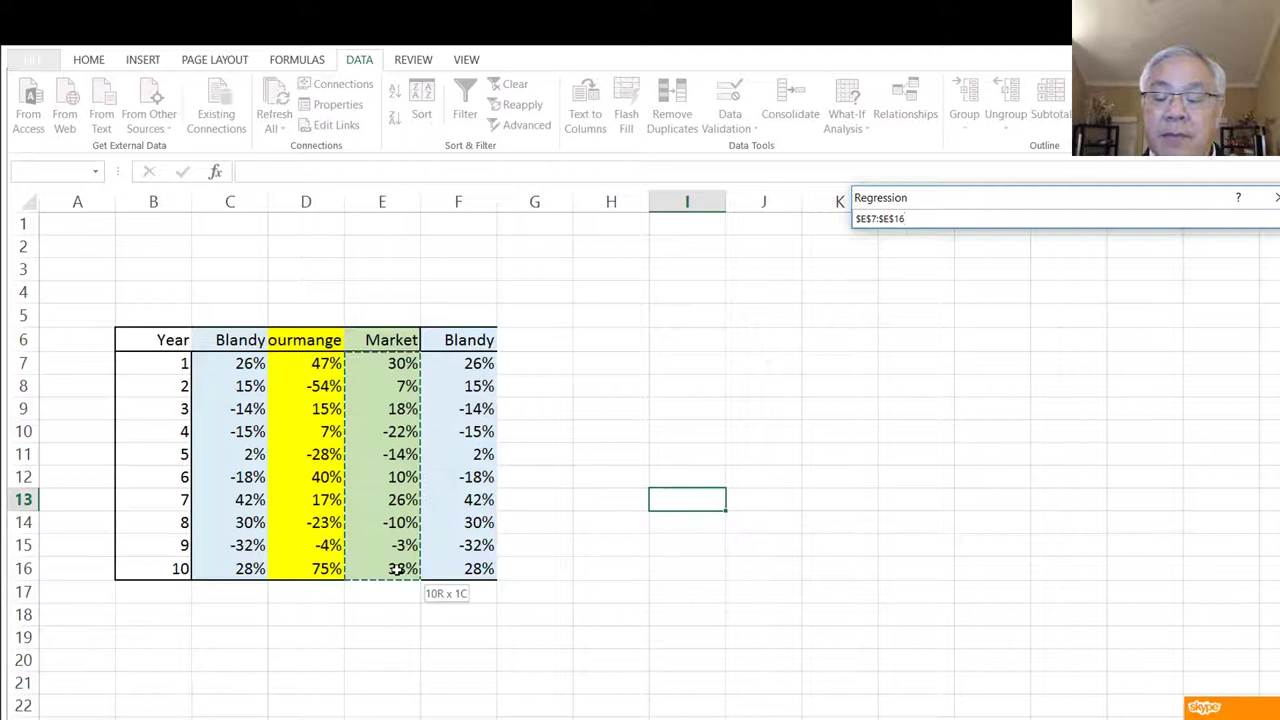 FILE HOME INSERT PAGE LAYOUT FORMULAS DATA REVIEW VIEW
From Access
From Web
From Text
From Other Sources
Existing Connections
Get External Data
Refresh All
Connections
Properties
Edit Links
Connections
Sort
Filter
Clear
Reapply
Advanced
Sort & Filter
Text to Columns
Flash Fill
Remove Duplicates
Data Validation
Consolidate
What-If Analysis
Relationships
Data Tools
Group
Ungroup
Subtotal
Outline
fx
Regression ?
$E$7:$E$16
A B C D E F G H I J K
1
2
3
4
5
6 Year Blandy ourmange Market Blandy
7 1 26% 47% 30% 26%
8 2 15% -54% 7% 15%
9 3 -14% 15% 18% -14%
10 4 -15% 7% -22% -15%
11 5 2% -28% -14% 2%
12 6 -18% 40% 10% -18%
13 7 42% 17% 26% 42%
14 8 30% -23% -10% 30%
15 9 -32% -4% -3% -32%
16 10 28% 75% 28%
10R x 1C
17
18
19
20
21
22
skype